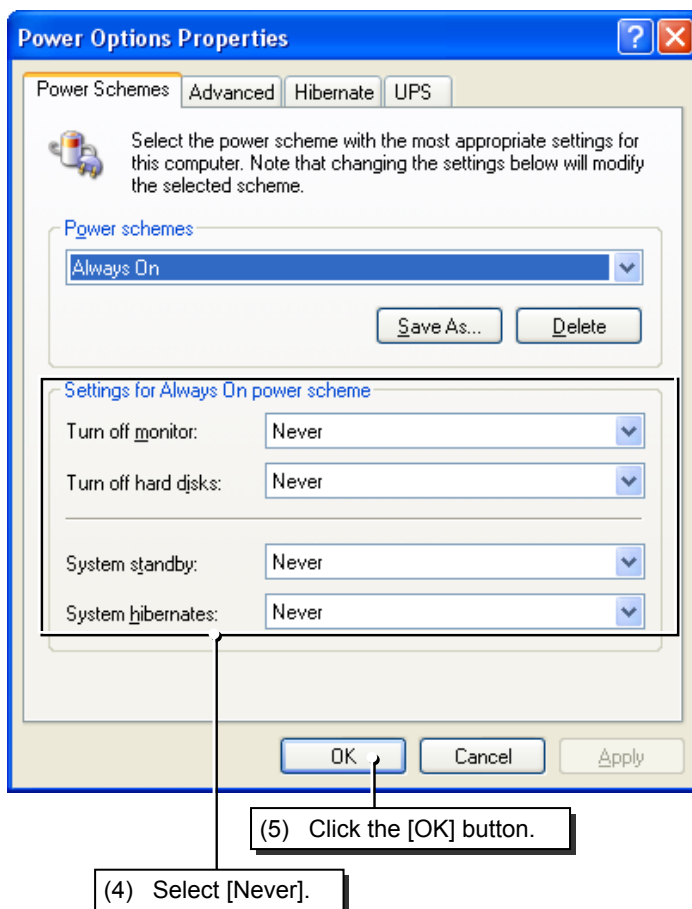 Power Options Properties
Power Schemes Advanced Hibernate UPS
Select the power scheme with the most appropriate settings for
this computer. Note that changing the settings below will modify
the selected scheme.
Power schemes
Always On
Save As... Delete
Settings for Always On power scheme
Turn off monitor: Never
Turn off hard disks: Never
System standby: Never
System hibernates: Never
OK Cancel Apply
(5) Click the [OK] button.
(4) Select [Never].